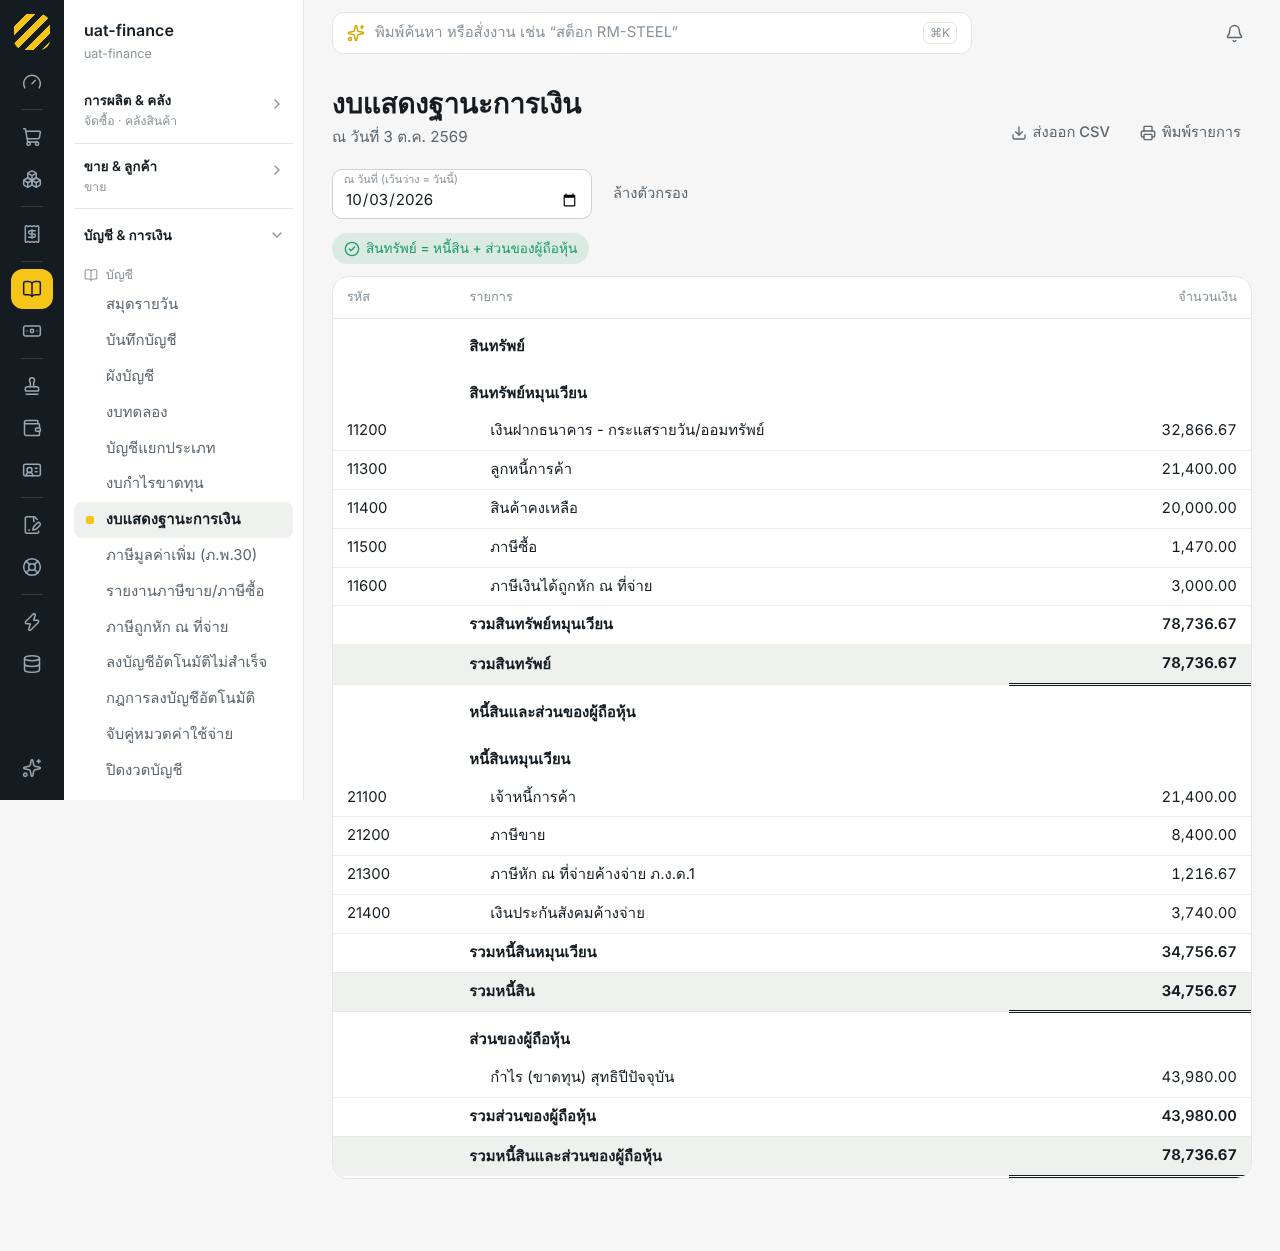 uat-finance
uat-finance
การผลิต & คลัง
จัดซื้อ · คลังสินค้า
ขาย & ลูกค้า
ขาย
บัญชี & การเงิน
บัญชี
สมุดรายวัน
บันทึกบัญชี
ผังบัญชี
งบทดลอง
บัญชีแยกประเภท
งบกำไรขาดทุน
งบแสดงฐานะการเงิน
ภาษีมูลค่าเพิ่ม (ภ.พ.30)
รายงานภาษีขาย/ภาษีซื้อ
ภาษีถูกหัก ณ ที่จ่าย
ลงบัญชีอัตโนมัติไม่สำเร็จ
กฎการลงบัญชีอัตโนมัติ
จับคู่หมวดค่าใช้จ่าย
ปิดงวดบัญชี
พิมพ์ค้นหา หรือสั่งงาน เช่น “สต็อก RM-STEEL” ⌘K
งบแสดงฐานะการเงิน
ณ วันที่ 3 ต.ค. 2569
ส่งออก CSV พิมพ์รายการ
ณ วันที่ (เว้นว่าง = วันนี้)
10/03/2026
ล้างตัวกรอง
สินทรัพย์ = หนี้สิน + ส่วนของผู้ถือหุ้น
รหัส รายการ จำนวนเงิน
สินทรัพย์
สินทรัพย์หมุนเวียน
11200 เงินฝากธนาคาร - กระแสรายวัน/ออมทรัพย์ 32,866.67
11300 ลูกหนี้การค้า 21,400.00
11400 สินค้าคงเหลือ 20,000.00
11500 ภาษีซื้อ 1,470.00
11600 ภาษีเงินได้ถูกหัก ณ ที่จ่าย 3,000.00
รวมสินทรัพย์หมุนเวียน 78,736.67
รวมสินทรัพย์ 78,736.67
หนี้สินและส่วนของผู้ถือหุ้น
หนี้สินหมุนเวียน
21100 เจ้าหนี้การค้า 21,400.00
21200 ภาษีขาย 8,400.00
21300 ภาษีหัก ณ ที่จ่ายค้างจ่าย ภ.ง.ด.1 1,216.67
21400 เงินประกันสังคมค้างจ่าย 3,740.00
รวมหนี้สินหมุนเวียน 34,756.67
รวมหนี้สิน 34,756.67
ส่วนของผู้ถือหุ้น
กำไร (ขาดทุน) สุทธิปีปัจจุบัน 43,980.00
รวมส่วนของผู้ถือหุ้น 43,980.00
รวมหนี้สินและส่วนของผู้ถือหุ้น 78,736.67